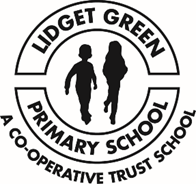 LIDGET GREEN
PRIMARY SCHOOL
A CO-OPERATIVE TRUST SCHOOL